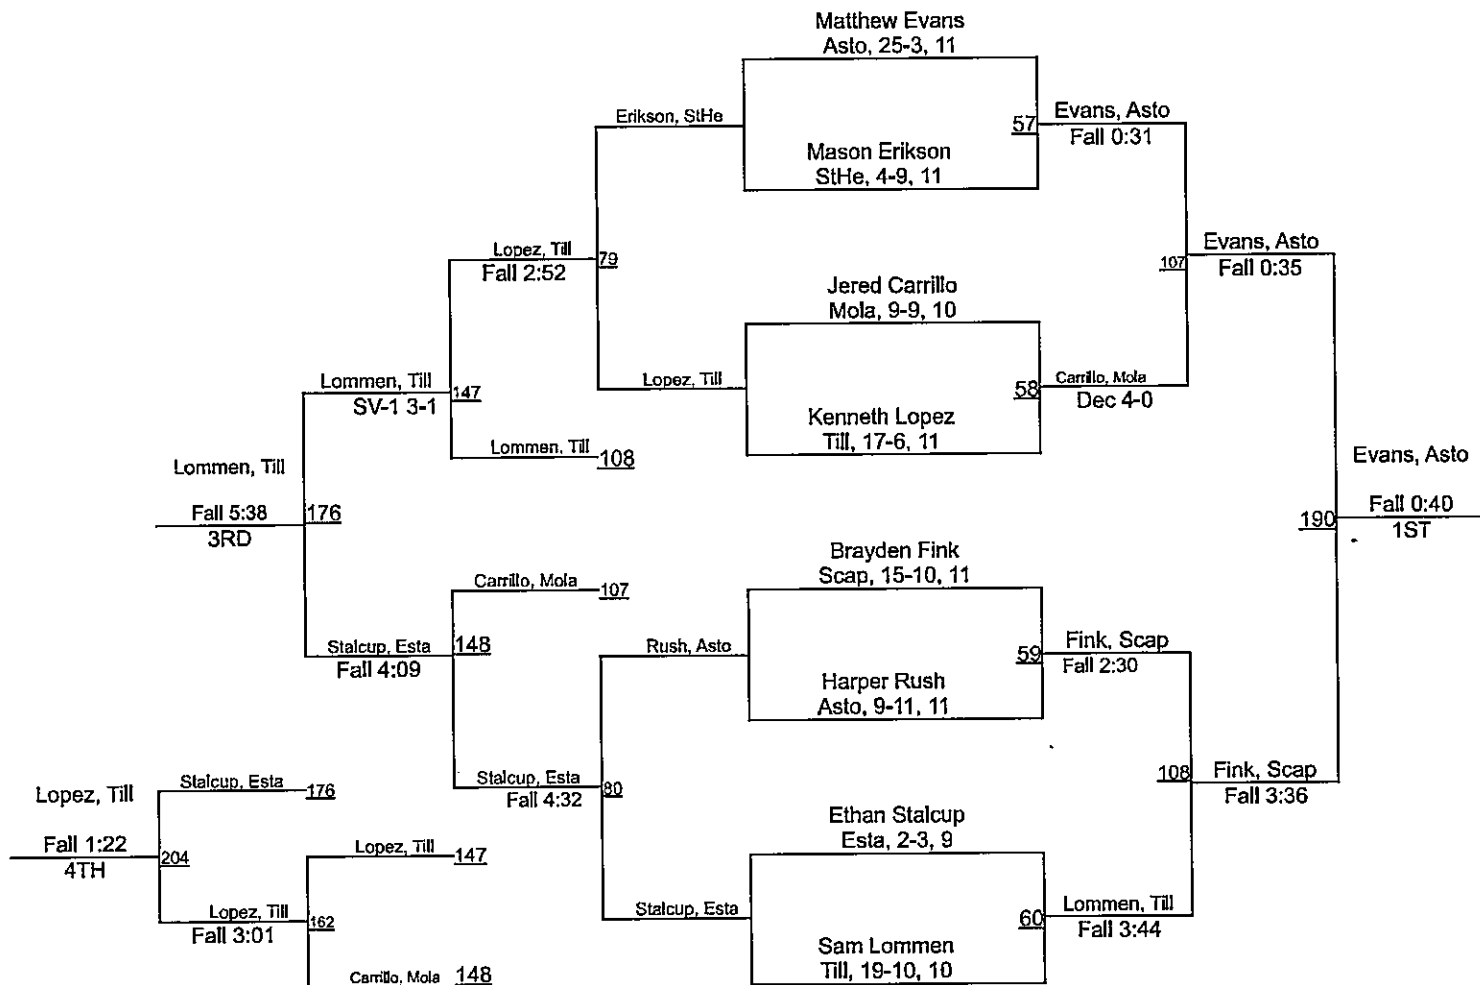 Matthew Evans
Asto, 25-3, 11
Erikson, StHe
57
Evans, Asto
Fall 0:31
Mason Erikson
StHe, 4-9, 11
Lopez, Till
Fall 2:52
79
107
Evans, Asto
Fall 0:35
Jered Carrillo
Mola, 9-9, 10
Lommen, Till
SV-1 3-1
147
Lopez, Till
58
Carrillo, Mola
Dec 4-0
Kenneth Lopez
Till, 17-6, 11
Lommen, Till
108
Lommen, Till
Fall 5:38
3RD
176
Evans, Asto
190
Fall 0:40
1ST
Brayden Fink
Scap, 15-10, 11
Carrillo, Mola
107
Stalcup, Esta
Fall 4:09
148
Rush, Asto
59
Fink, Scap
Fall 2:30
Harper Rush
Asto, 9-11, 11
Stalcup, Esta
Fall 4:32
80
108
Fink, Scap
Fall 3:36
Lopez, Till
Stalcup, Esta
176
Fall 1:22
4TH
204
Ethan Stalcup
Esta, 2-3, 9
Lopez, Till
147
Lopez, Till
Fall 3:01
162
Stalcup, Esta
60
Lommen, Till
Fall 3:44
Sam Lommen
Till, 19-10, 10
Carrillo, Mola
148